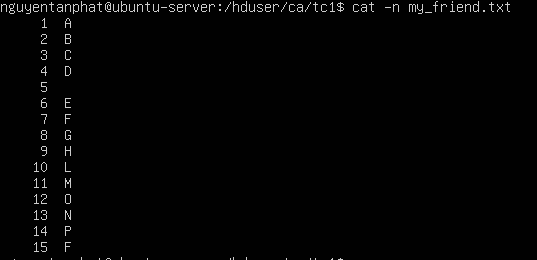 nguyentanphat@ubuntu-server:/hduser/ca/tc1$ cat -n my_friend.txt
1 A
2 B
3 C
4 D
5
6 E
7 F
8 G
9 H
10 L
11 M
12 O
13 N
14 P
15 F